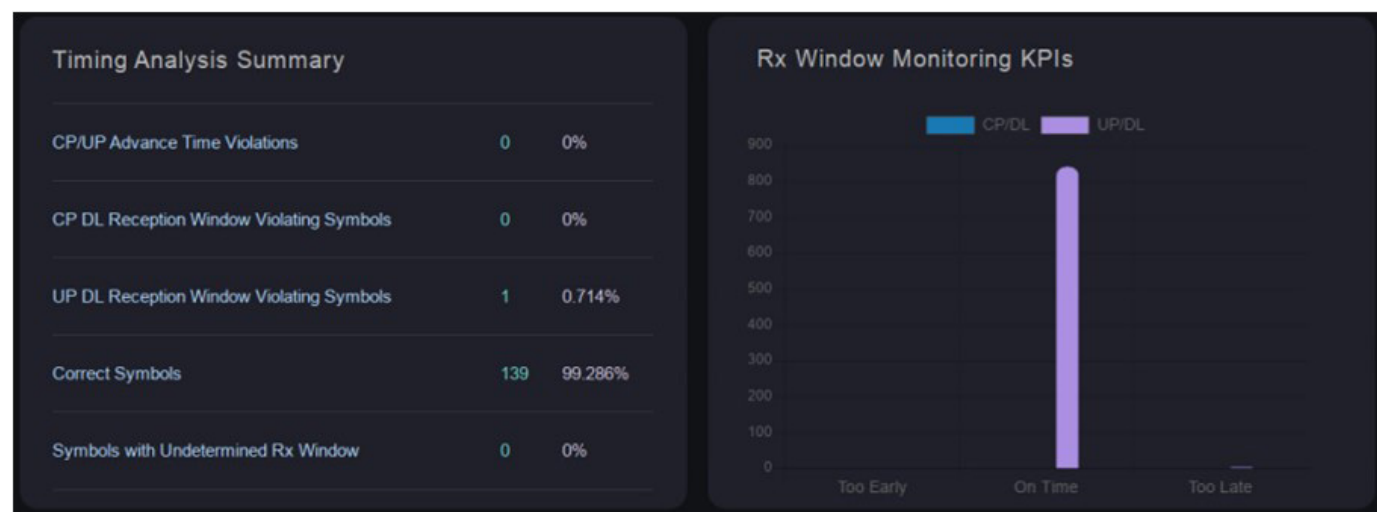 Timing Analysis Summary
CP/UP Advance Time Violations 0 0%
CP DL Reception Window Violating Symbols 0 0%
UP DL Reception Window Violating Symbols 1 0.714%
Correct Symbols 139 99.286%
Symbols with Undetermined Rx Window 0 0%
Rx Window Monitoring KPIs
CP/DL UP/DL
900
800
700
600
500
400
300
200
100
0
Too Early On Time Too Late